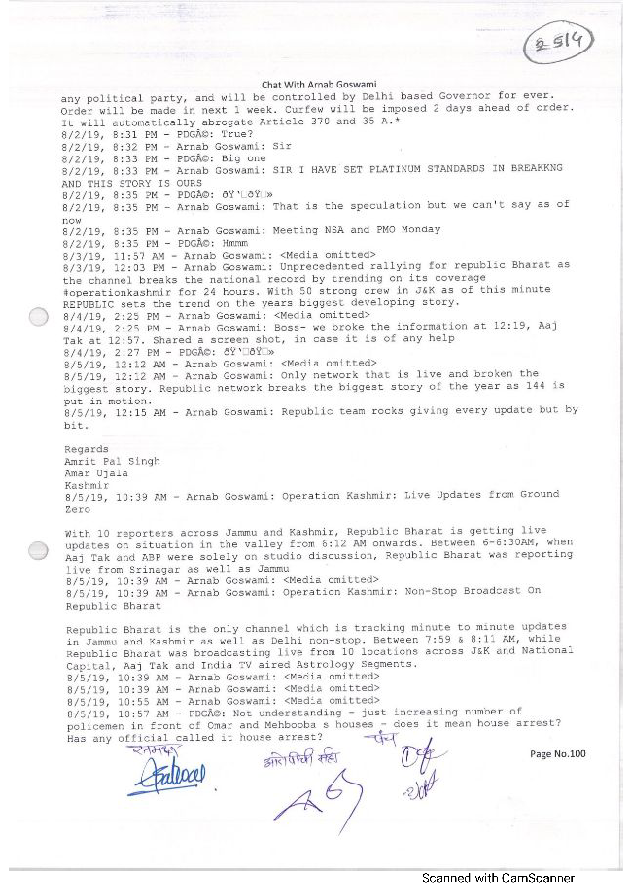 2514
Chat With Arnab Goswami
any political party, and will be controlled by Delhi based Governor for ever.
Order will be made in next 1 week. Curfew will be imposed 2 days ahead of order.
It will automatically abrogate Article 370 and 35 A.*
8/2/19, 8:31 PM - PDGÃ©: True?
8/2/19, 8:32 PM - Arnab Goswami: Sir
8/2/19, 8:33 PM - PDGÃ©: Big one
8/2/19, 8:33 PM - Arnab Goswami: SIR I HAVE SET PLATINUM STANDARDS IN BREAKNG
AND THIS STORY IS OURS
8/2/19, 8:35 PM - PDGÃ©: ðŸ'□ðŸ□»
8/2/19, 8:35 PM - Arnab Goswami: That is the speculation but we can't say as of
now
8/2/19, 8:35 PM - Arnab Goswami: Meeting NSA and PMO Monday
8/2/19, 8:35 PM - PDGÃ©: Hmmm
8/3/19, 11:57 AM - Arnab Goswami: <Media omitted>
8/3/19, 12:03 PM - Arnab Goswami: Unprecedented rallying for republic Bharat as
the channel breaks the national record by trending on its coverage
#operationkashmir for 24 hours. With 50 strong crew in J&K as of this minute
REPUBLIC sets the trend on the years biggest developing story.
8/4/19, 2:25 PM - Arnab Goswami: <Media omitted>
8/4/19, 2:25 PM - Arnab Goswami: Boss- we broke the information at 12:19, Aaj
Tak at 12:57. Shared a screen shot, in case it is of any help
8/4/19, 2:27 PM - PDGÃ©: ðŸ'□ðŸ□»
8/5/19, 12:12 AM - Arnab Goswami: <Media omitted>
8/5/19, 12:12 AM - Arnab Goswami: Only network that is live and broken the
biggest story. Republic network breaks the biggest story of the year as 144 is
put in motion.
8/5/19, 12:15 AM - Arnab Goswami: Republic team rocks giving every update but by
bit.
Regards
Amrit Pal Singh
Amar Ujala
Kashmir
8/5/19, 10:39 AM - Arnab Goswami: Operation Kashmir: Live Updates from Ground
Zero
With 10 reporters across Jammu and Kashmir, Republic Bharat is getting live
updates on situation in the valley from 6:12 AM onwards. Between 6-6:30AM, when
Aaj Tak and ABP were solely on studio discussion, Republic Bharat was reporting
live from Srinagar as well as Jammu
8/5/19, 10:39 AM - Arnab Goswami: <Media omitted>
8/5/19, 10:39 AM - Arnab Goswami: Operation Kashmir: Non-Stop Broadcast On
Republic Bharat
Republic Bharat is the only channel which is tracking minute to minute updates
in Jammu and Kashmir as well as Delhi non-stop. Between 7:59 & 8:11 AM, while
Republic Bharat was broadcasting live from 10 locations across J&K and National
Capital, Aaj Tak and India TV aired Astrology Segments.
8/5/19, 10:39 AM - Arnab Goswami: <Media omitted>
8/5/19, 10:39 AM - Arnab Goswami: <Media omitted>
8/5/19, 10:55 AM - Arnab Goswami: <Media omitted>
8/5/19, 10:57 AM - PDGÃ©: Not understanding - just increasing number of
policemen in front of Omar and Mehbooba s houses - does it mean house arrest?
Has any official called it house arrest?
पंच
आरोपीची सही
Page No.100
Scanned with CamScanner